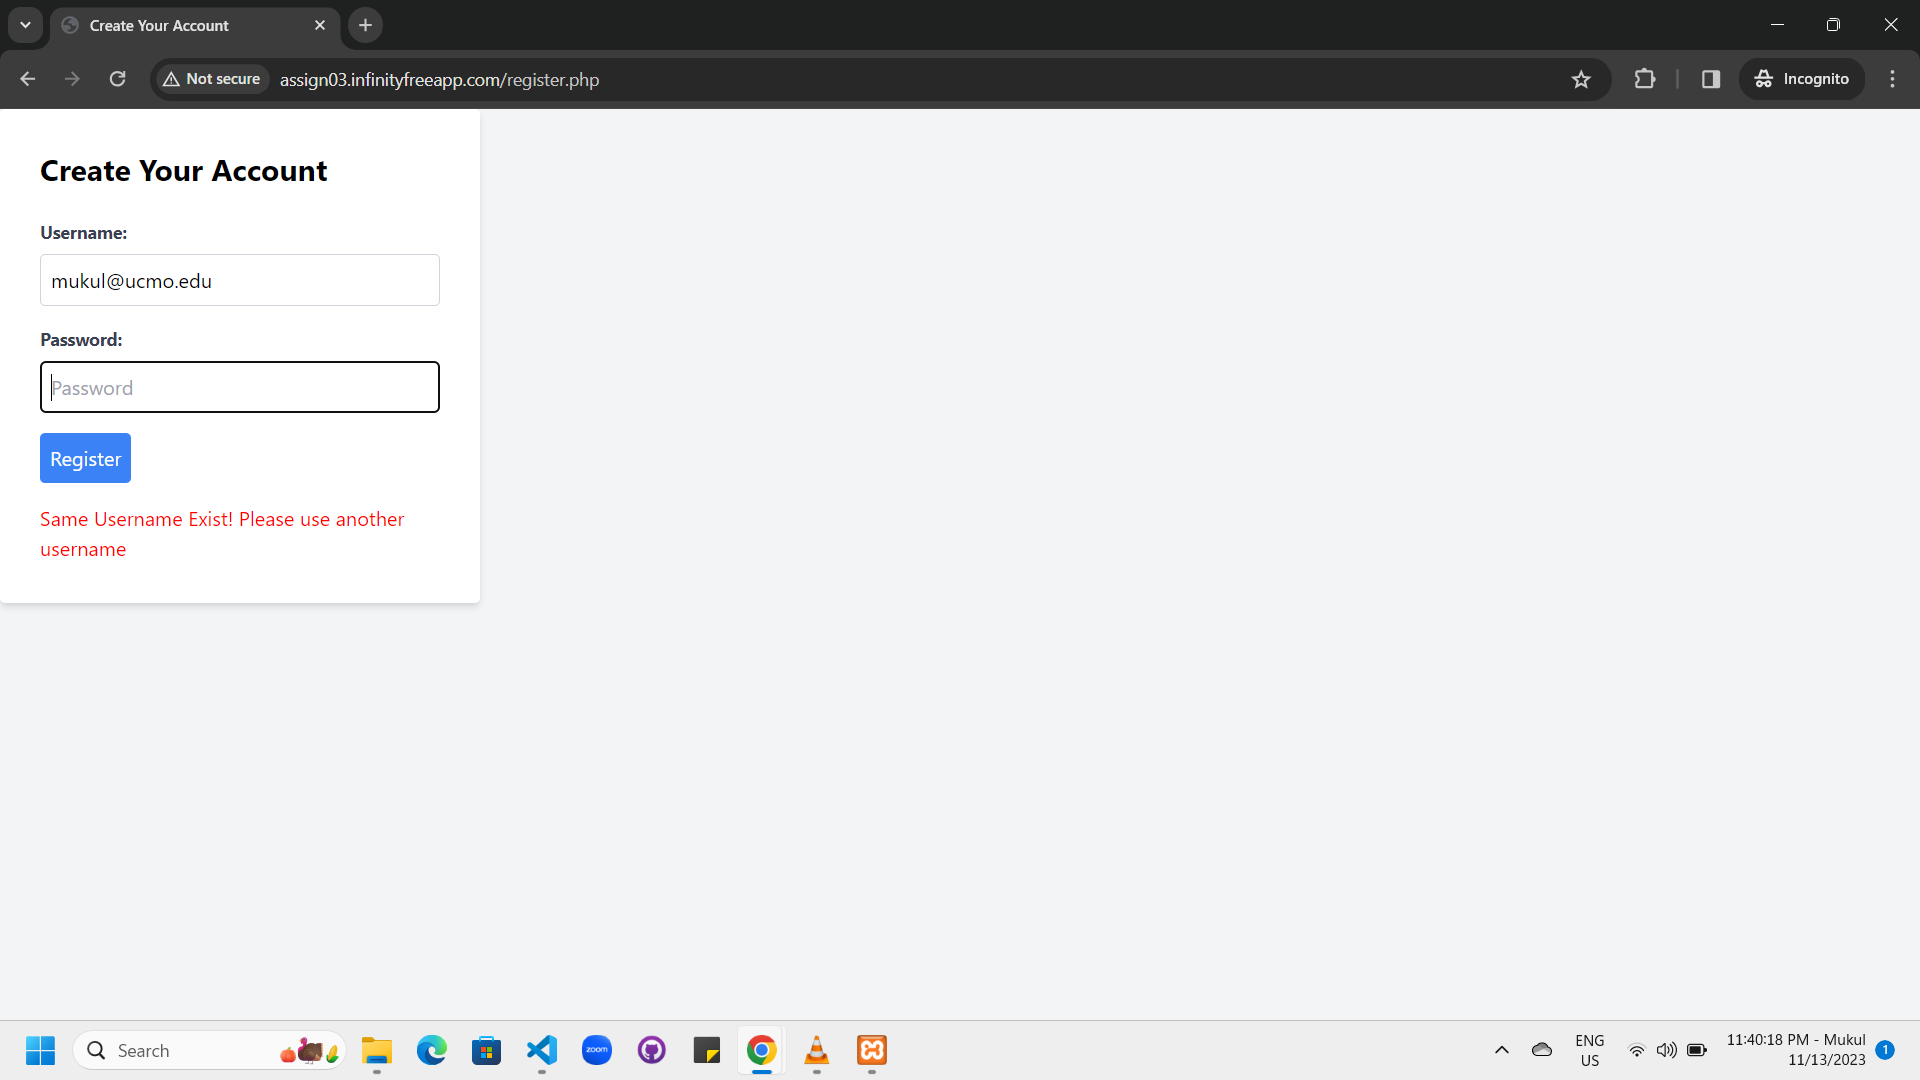 Create Your Account
Not secure
assign03.infinityfreeapp.com/register.php
Incognito
Create Your Account
Username:
mukul@ucmo.edu
Password:
Password
Register
Same Username Exist! Please use another
username
Search
zoom
ENG
US
11:40:18 PM - Mukul
11/13/2023
1